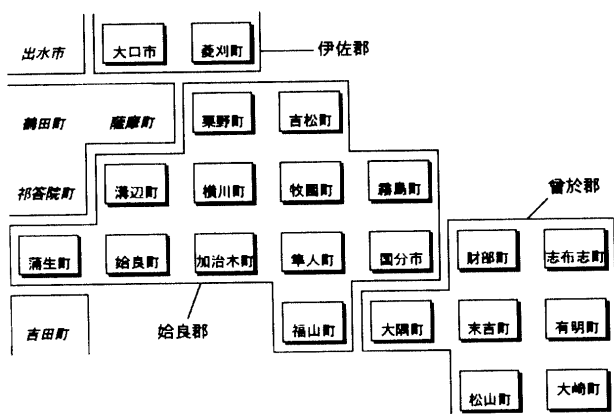 出水市
大口市
菱刈町
伊佐郡
鶴田町
薩摩町
栗野町
吉松町
祁答院町
溝辺町
横川町
牧園町
霧島町
曾於郡
蒲生町
姶良町
加治木町
隼人町
国分市
財部町
志布志町
吉田町
姶良郡
福山町
大隅町
末吉町
有明町
松山町
大崎町